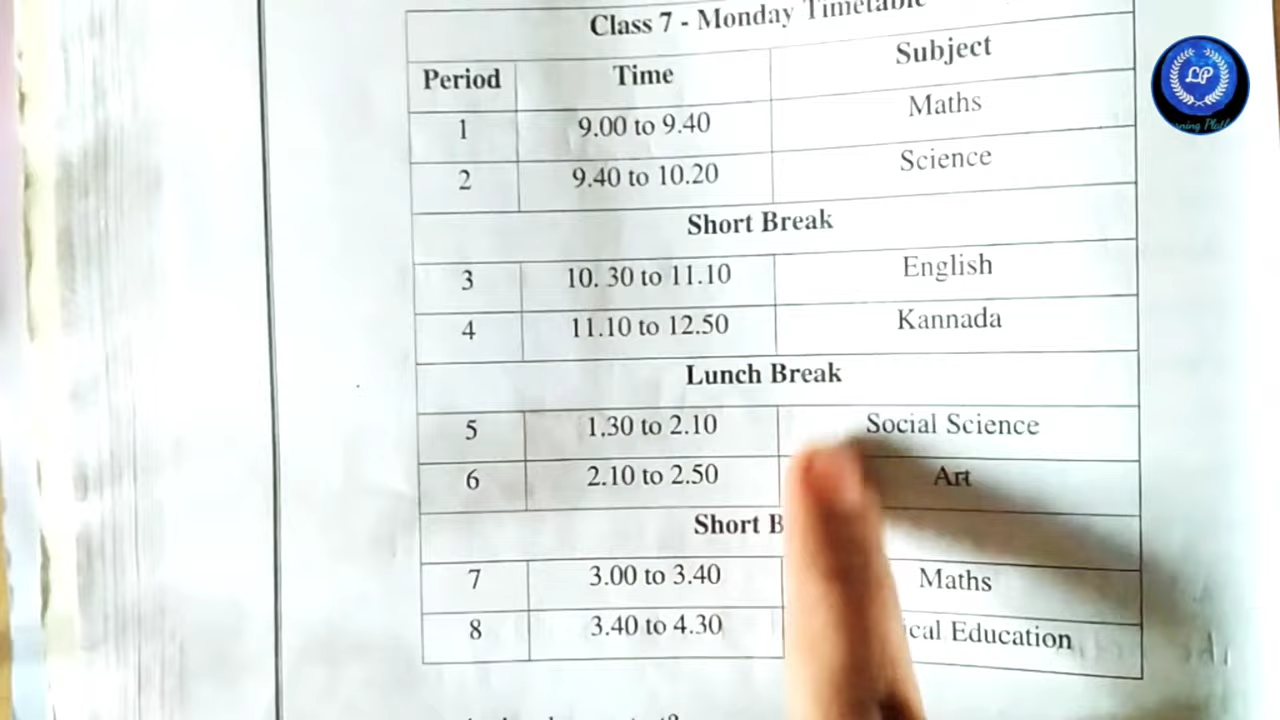 Class 7 - Monday Timetable
Period Time Subject
1 9.00 to 9.40 Maths
2 9.40 to 10.20 Science
Short Break
3 10. 30 to 11.10 English
4 11.10 to 12.50 Kannada
Lunch Break
5 1.30 to 2.10 Social Science
6 2.10 to 2.50 Art
Short B
7 3.00 to 3.40 Maths
8 3.40 to 4.30 ical Education
LP